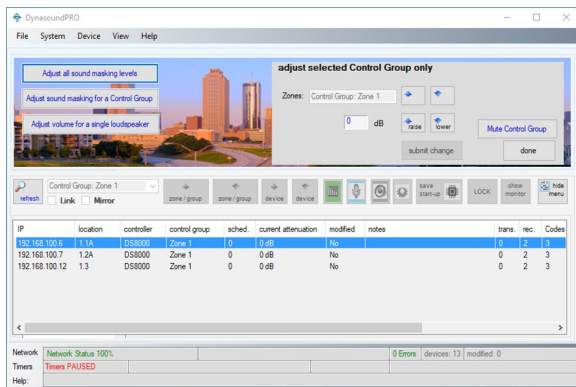 DynasoundPRO
File System Device View Help
Adjust all sound masking levels
Adjust sound masking for a Control Group
Adjust volume for a single loudspeaker
adjust selected Control Group only
Zones: Control Group: Zone 1
0 dB raise lower
Mute Control Group
submit change done
refresh Control Group: Zone 1
Link Mirror
zone / group zone / group device device
save start-up
LOCK
show monitor
hide menu
IP location controller control group sched. current attenuation modified notes trans. rec. Codes
192.168.100.6 1.1A DS8000 Zone 1 0 0 dB No 0 2 3
192.168.100.7 1.2A DS8000 Zone 1 0 0 dB No 0 2 3
192.168.100.12 1.3 DS8000 Zone 1 0 0 dB No 0 2 3
Network Network Status 100% 0 Errors devices: 13 modified: 0
Timers Timers PAUSED
Help: